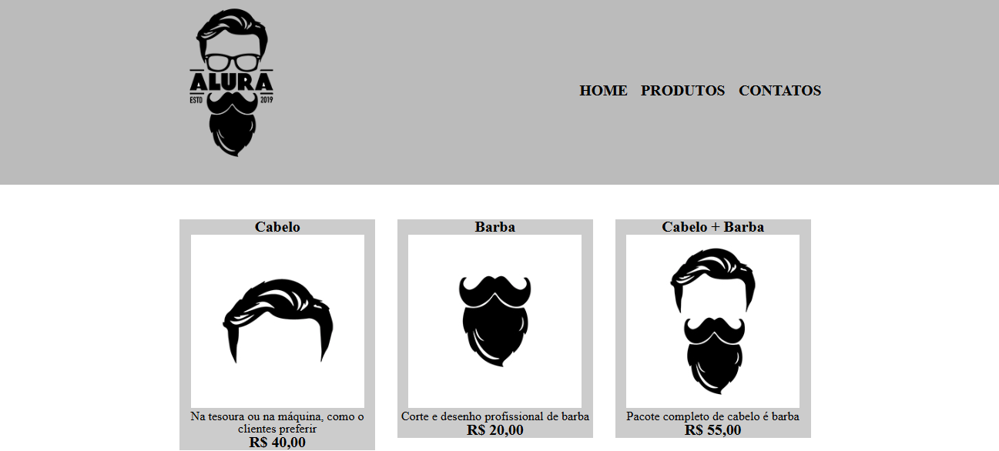 ALURA
ESTD 2019
HOME PRODUTOS CONTATOS
Cabelo
Na tesoura ou na máquina, como o
clientes preferir
R$ 40,00
Barba
Corte e desenho profissional de barba
R$ 20,00
Cabelo + Barba
Pacote completo de cabelo é barba
R$ 55,00